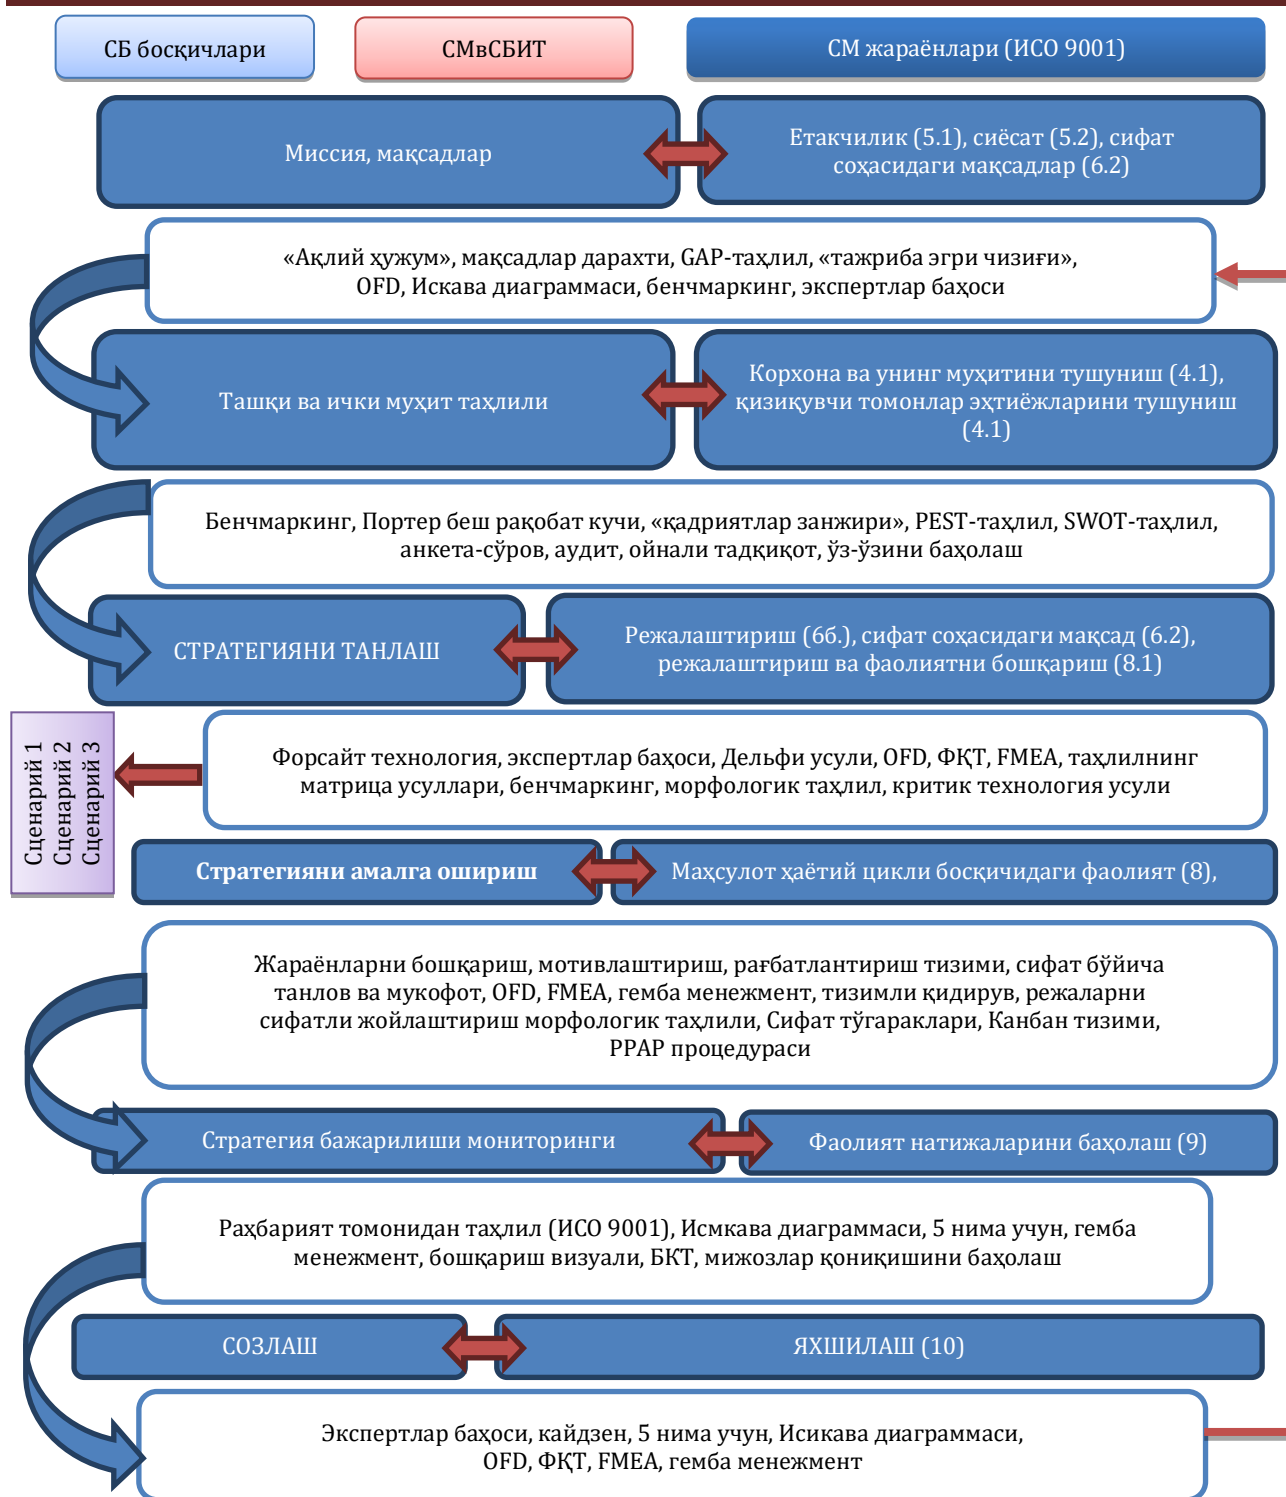 СБ босқичлари
СМвСБИТ
СМ жараёнлари (ИСО 9001)
Миссия, мақсадлар
Етакчилик (5.1), сиёсат (5.2), сифат
соҳасидаги мақсадлар (6.2)
«Ақлий ҳужум», мақсадлар дарахти, GAP-таҳлил, «тажриба эгри чизиғи»,
OFD, Искава диаграммаси, бенчмаркинг, экспертлар баҳоси
Ташқи ва ички муҳит таҳлили
Корхона ва унинг муҳитини тушуниш (4.1),
қизиқувчи томонлар эҳтиёжларини тушуниш
(4.1)
Бенчмаркинг, Портер беш рақобат кучи, «қадриятлар занжири», PEST-таҳлил, SWOT-таҳлил,
анкета-сўров, аудит, ойнали тадқиқот, ўз-ўзини баҳолаш
СТРАТЕГИЯНИ ТАНЛАШ
Режалаштириш (6б.), сифат соҳасидаги мақсад (6.2),
режалаштириш ва фаолиятни бошқариш (8.1)
Сценарий 1
Сценарий 2
Сценарий 3
Форсайт технология, экспертлар баҳоси, Дельфи усули, OFD, ФҚТ, FMEA, таҳлилнинг
матрица усуллари, бенчмаркинг, морфологик таҳлил, критик технология усули
Стратегияни амалга ошириш
Маҳсулот ҳаётий цикли босқичидаги фаолият (8),
Жараёнларни бошқариш, мотивлаштириш, рағбатлантириш тизими, сифат бўйича
танлов ва мукофот, OFD, FMEA, гемба менежмент, тизимли қидирув, режаларни
сифатли жойлаштириш морфологик таҳлили, Сифат тўгараклари, Канбан тизими,
РРАР процедураси
Стратегия бажарилиши мониторинги
Фаолият натижаларини баҳолаш (9)
Раҳбарият томонидан таҳлил (ИСО 9001), Исмкава диаграммаси, 5 нима учун, гемба
менежмент, бошқариш визуали, БКТ, мижозлар қониқишини баҳолаш
СОЗЛАШ
ЯХШИЛАШ (10)
Экспертлар баҳоси, кайдзен, 5 нима учун, Исикава диаграммаси,
OFD, ФҚТ, FMEA, гемба менежмент